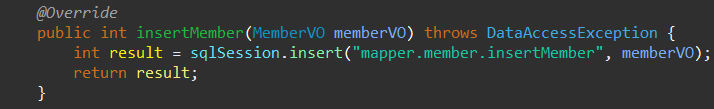 @Override
public int insertMember(MemberVO memberVO) throws DataAccessException {
int result = sqlSession.insert("mapper.member.insertMember", memberVO);
return result;
}